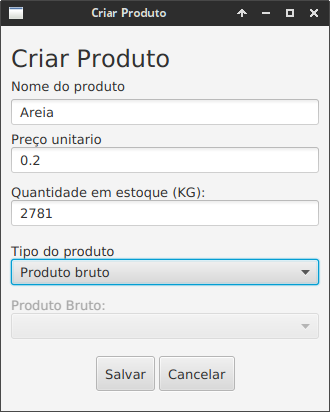 Criar Produto
Criar Produto
Nome do produto
Areia
Preço unitario
0.2
Quantidade em estoque (KG):
2781
Tipo do produto
Produto bruto
Produto Bruto:
Salvar Cancelar